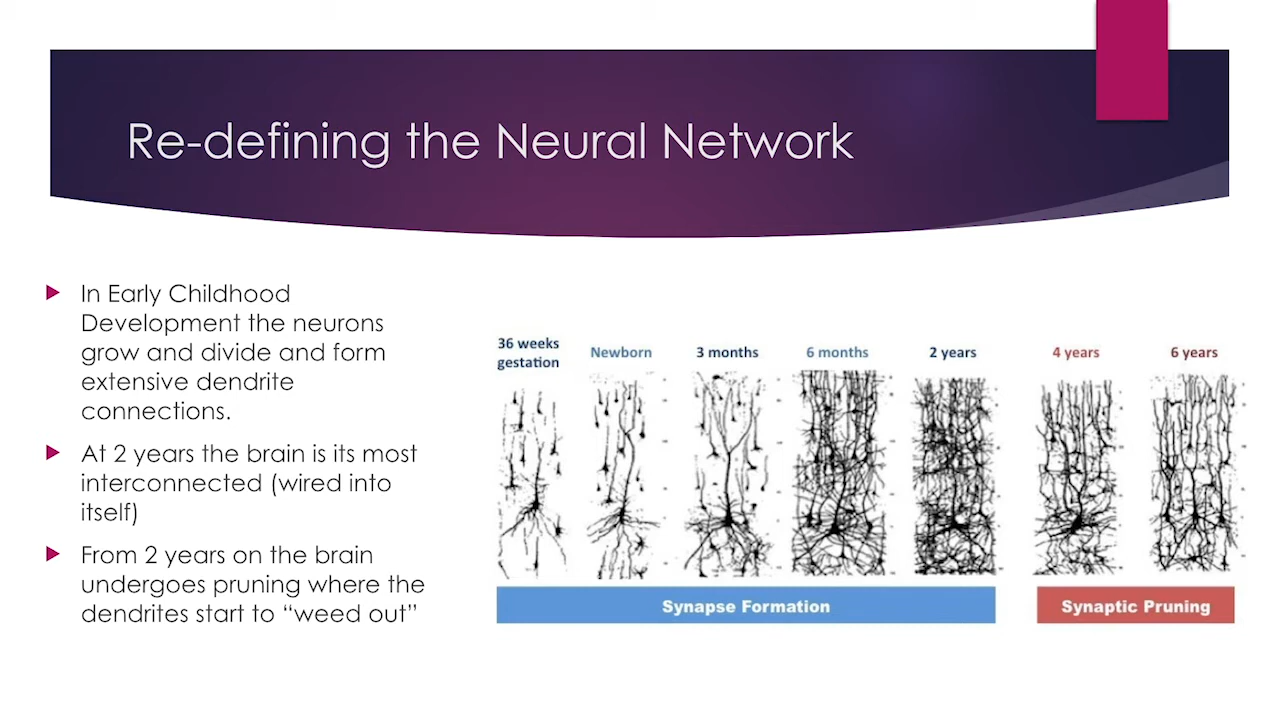 Re-defining the Neural Network
In Early Childhood
Development the neurons
grow and divide and form
extensive dendrite
connections.
At 2 years the brain is its most
interconnected (wired into
itself)
From 2 years on the brain
undergoes pruning where the
dendrites start to “weed out”
36 weeks
gestation
Newborn
3 months
6 months
2 years
4 years
6 years
Synapse Formation
Synaptic Pruning